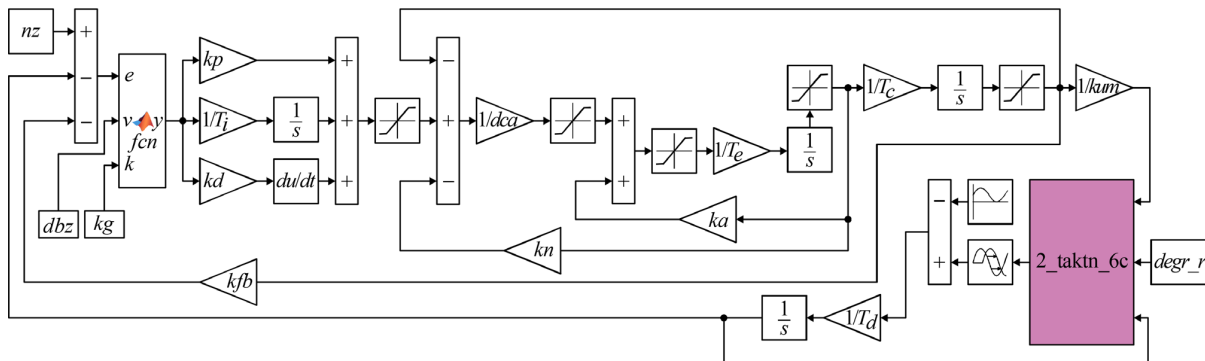 nz
+
−
−
e
v
y
fcn
k
dbz
kg
kp
1/Ti
kd
1
s
du/dt
+
+
+
−
+
−
1/dca
+
+
1/Te
1
s
1/Tc
1
s
1/kum
ka
kn
kfb
−
+
2_taktn_6c
degr_r
1/Td
1
s